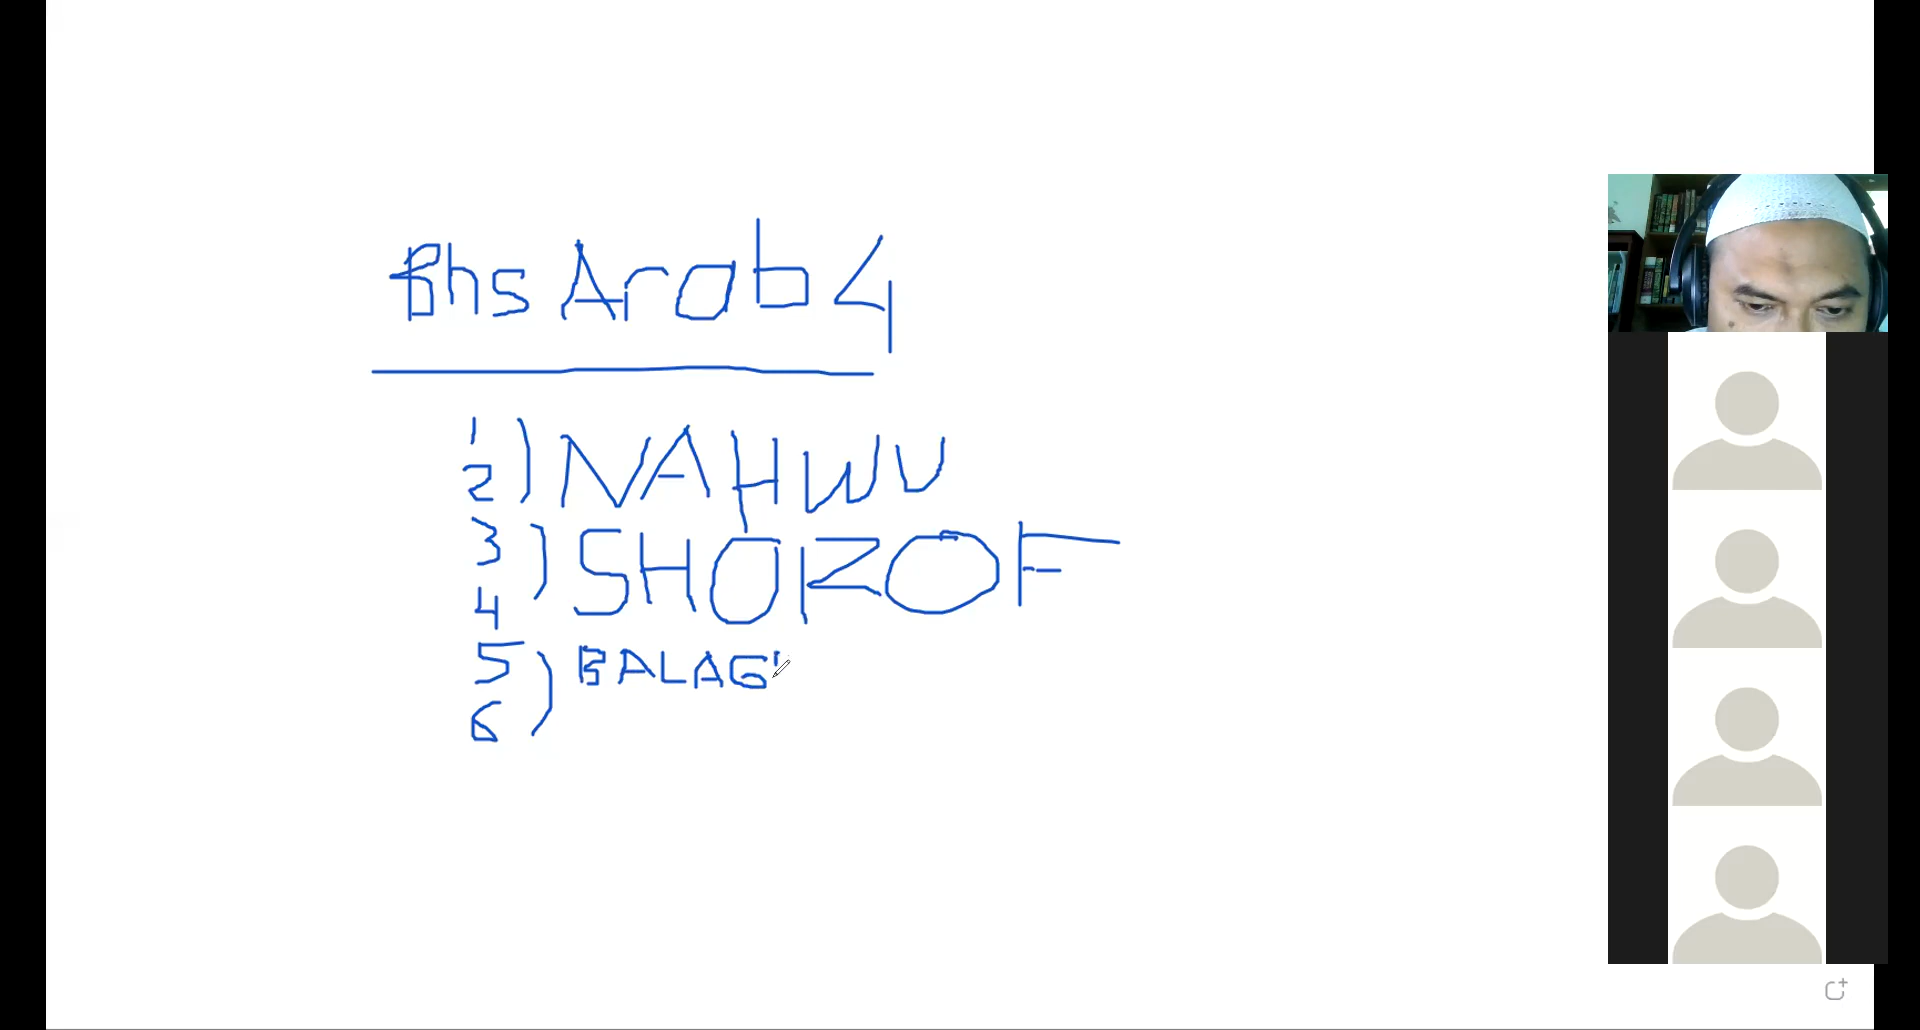 Bhs Arab 4
1
2 ) NAHWU
3
4 ) SHOROF
5
6 ) BALAG